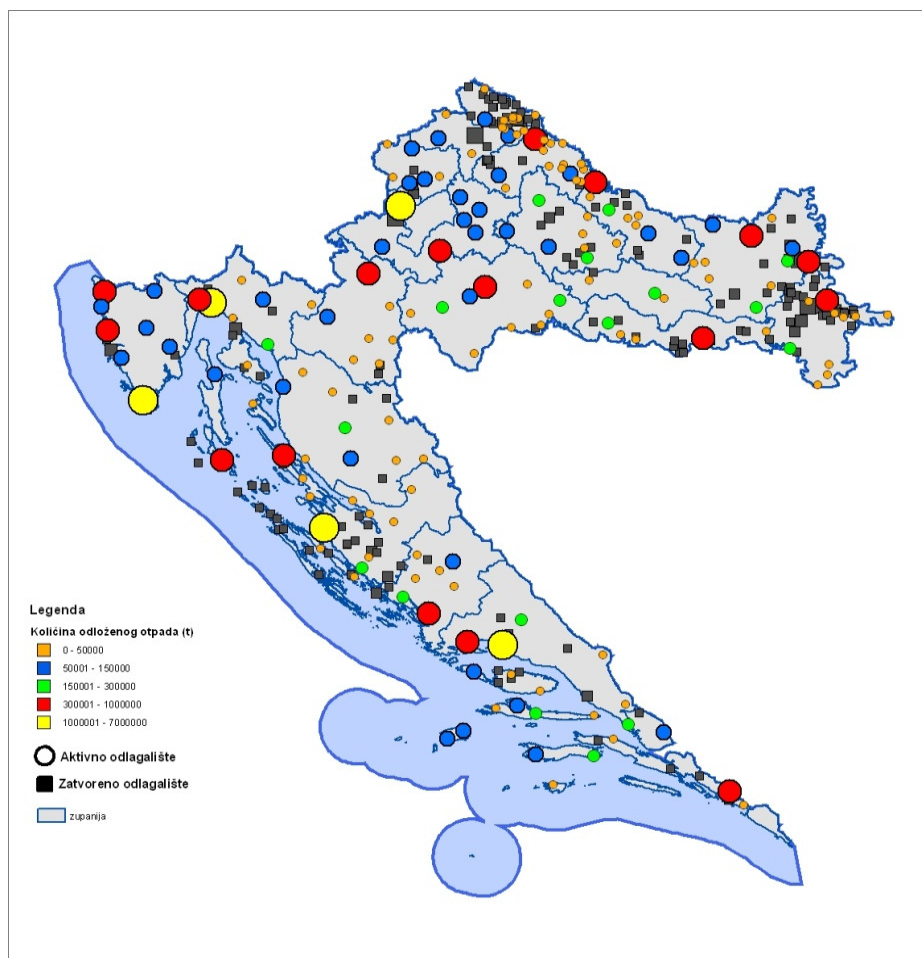 Legenda
Količina odloženog otpada (t)
0 - 50000
50001 - 150000
150001 - 300000
300001 - 1000000
1000001 - 7000000
Aktivno odlagalište
Zatvoreno odlagalište
zupanija